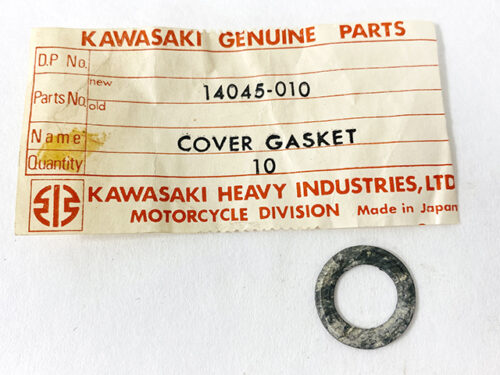 KAWASAKI GENUINE PARTS
D.P No.
new
Parts No. 14045-010
old
Name COVER GASKET
Quantity 10
KAWASAKI HEAVY INDUSTRIES, LTD
MOTORCYCLE DIVISION Made in Japan